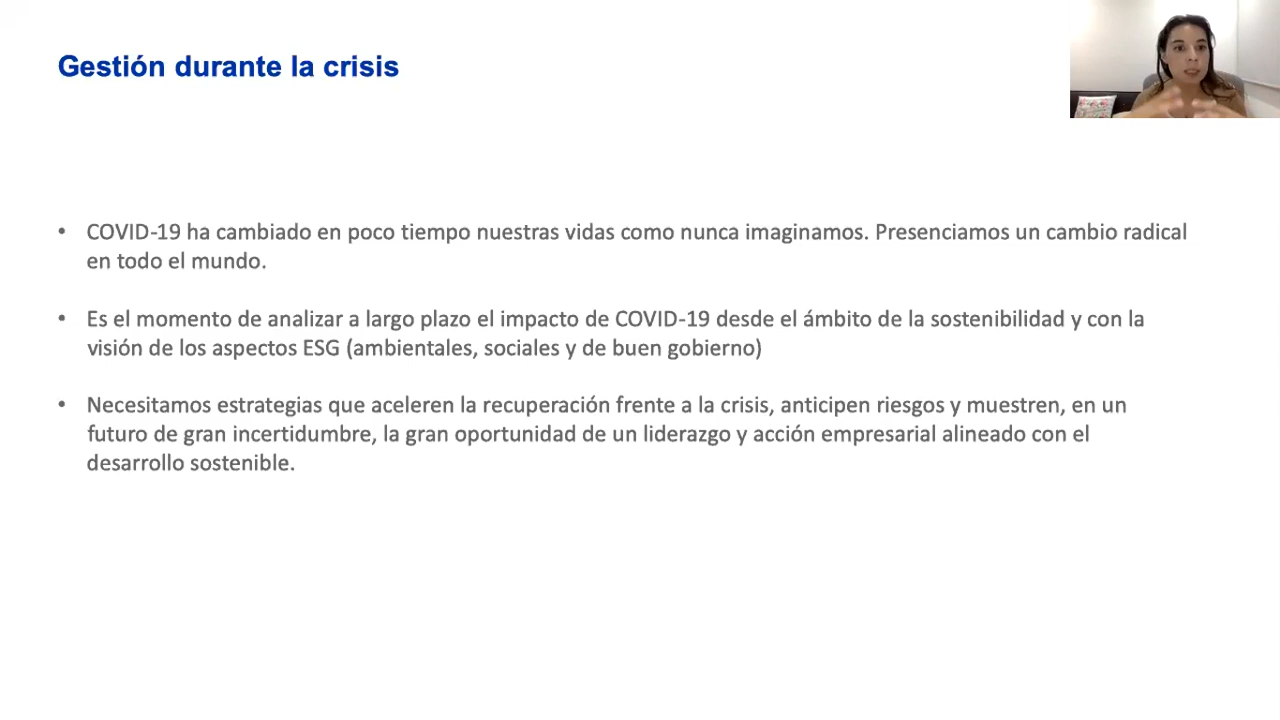 Gestión durante la crisis
• COVID-19 ha cambiado en poco tiempo nuestras vidas como nunca imaginamos. Presenciamos un cambio radical
en todo el mundo.
• Es el momento de analizar a largo plazo el impacto de COVID-19 desde el ámbito de la sostenibilidad y con la
visión de los aspectos ESG (ambientales, sociales y de buen gobierno)
• Necesitamos estrategias que aceleren la recuperación frente a la crisis, anticipen riesgos y muestren, en un
futuro de gran incertidumbre, la gran oportunidad de un liderazgo y acción empresarial alineado con el
desarrollo sostenible.